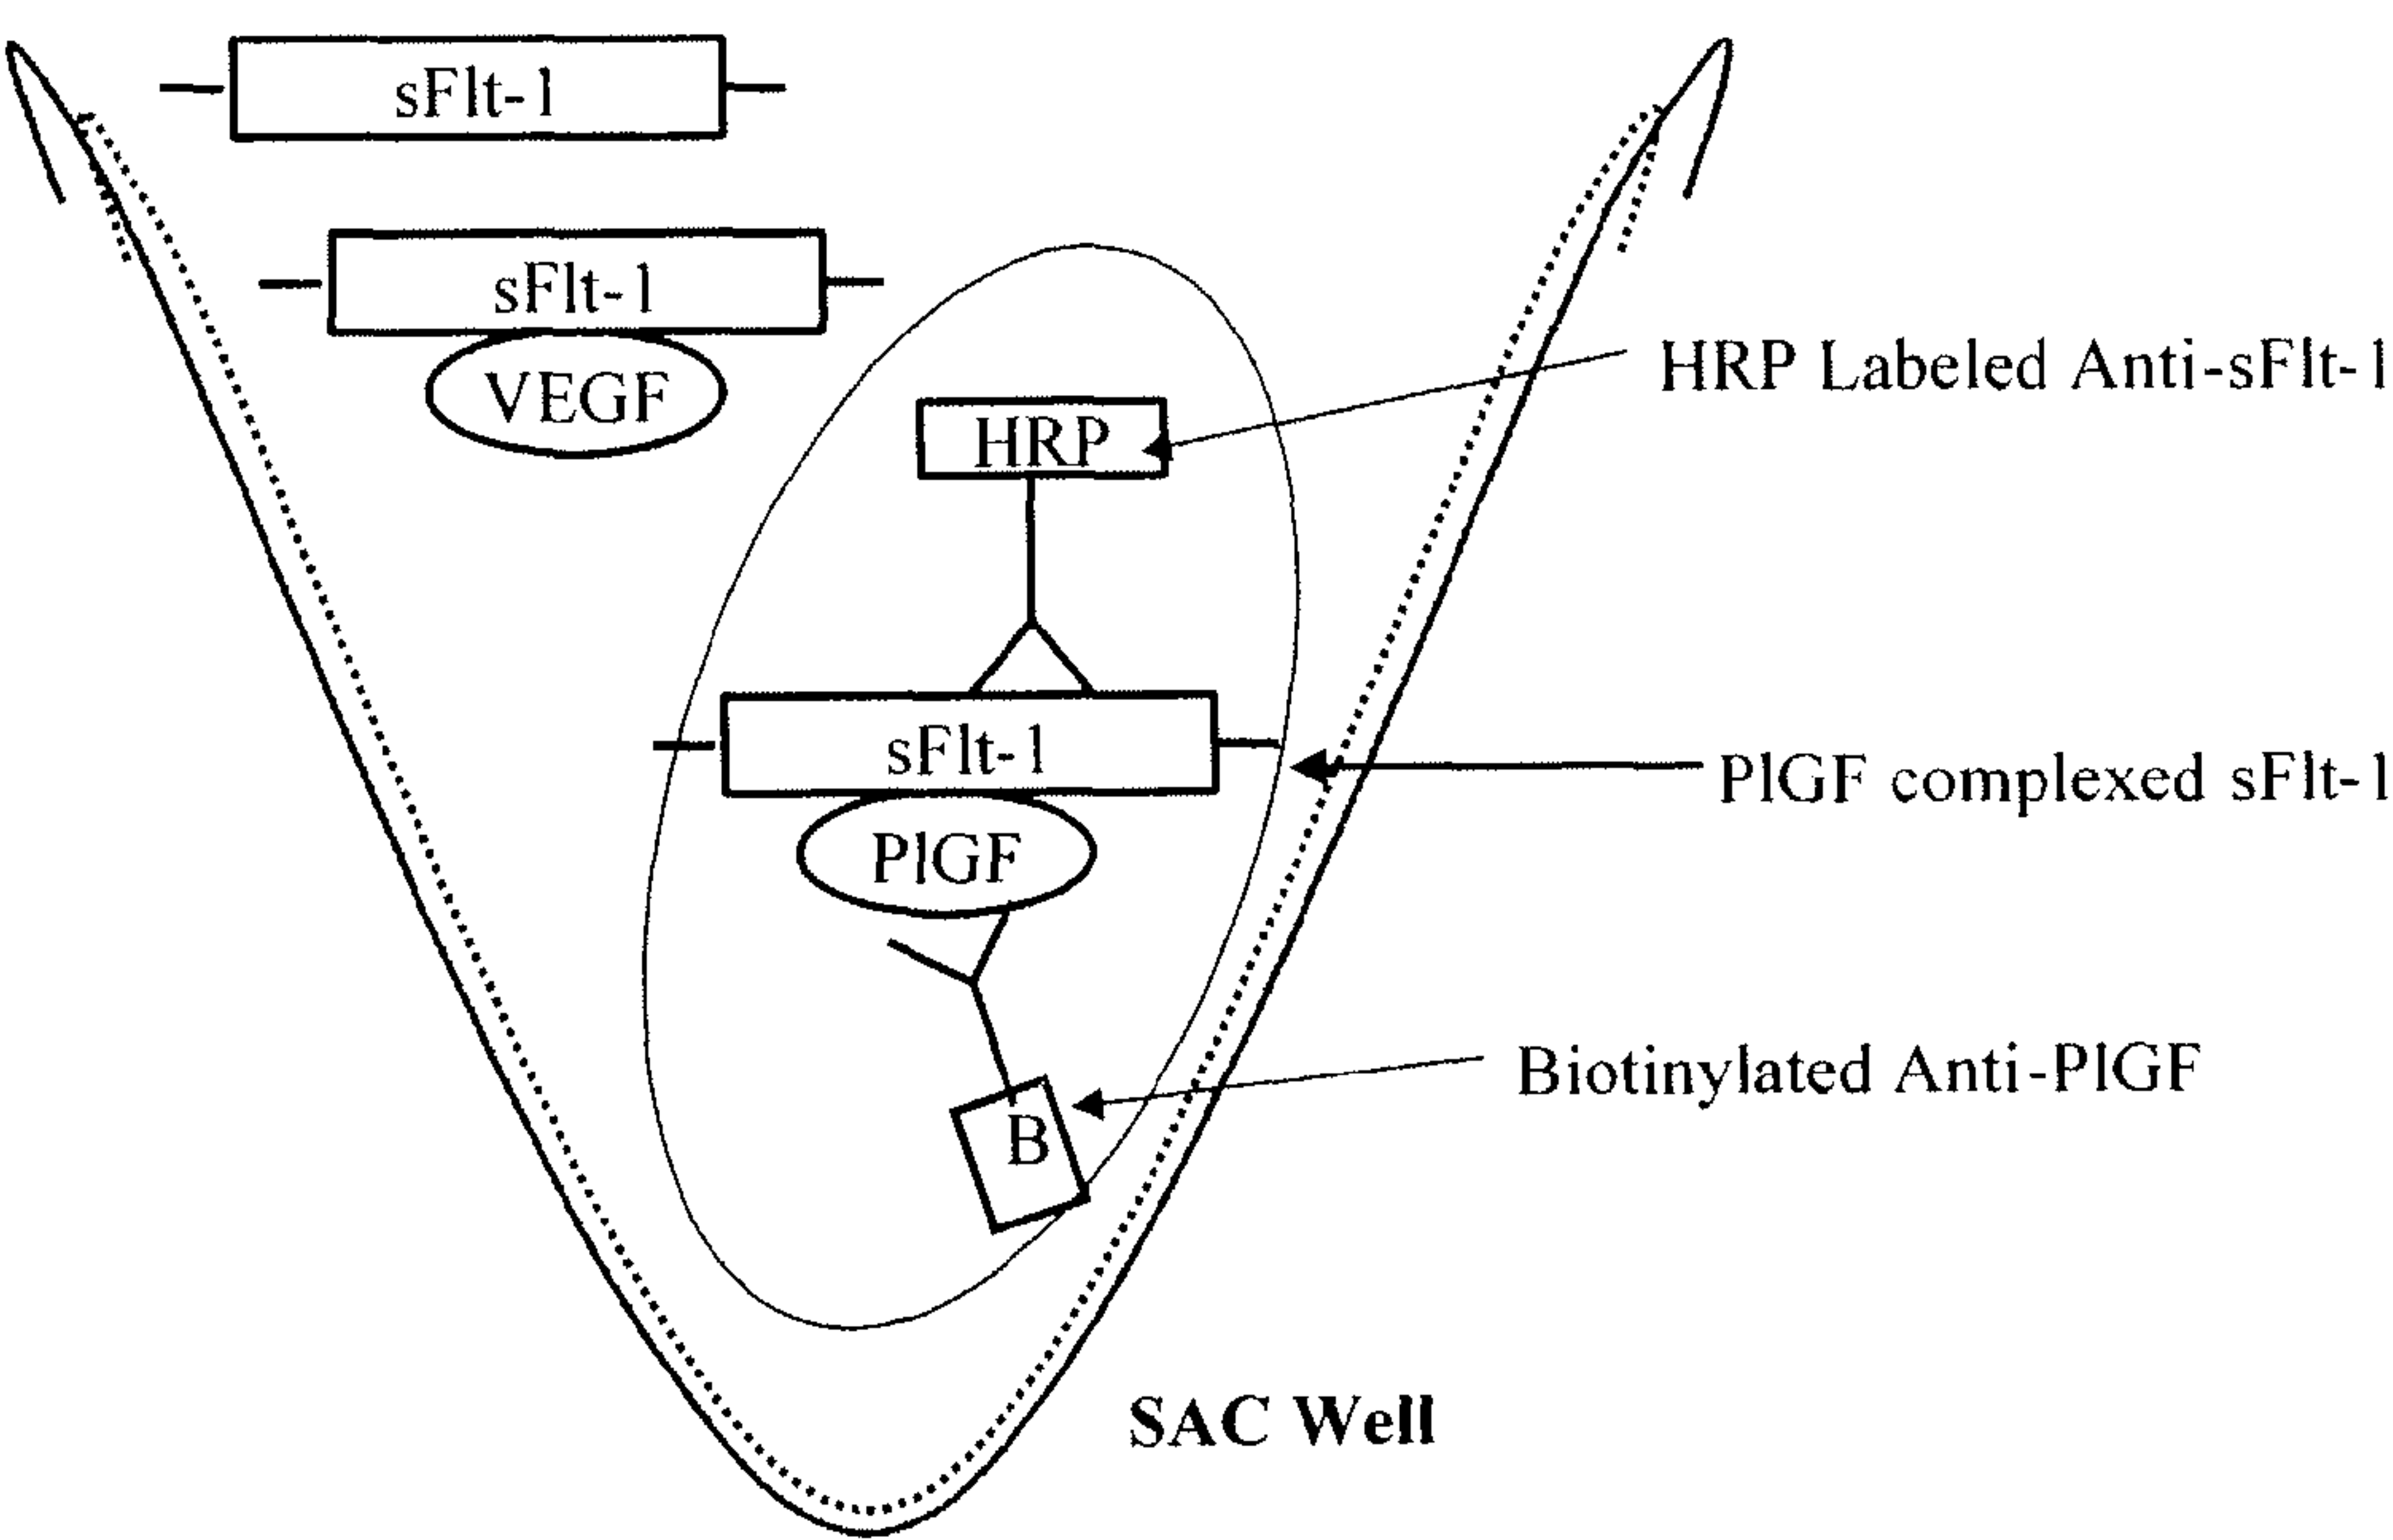 sFlt-1
sFlt-1
VEGF
HRP Labeled Anti-sFlt-1
HRP
sFlt-1
PlGF complexed sFlt-1
PlGF
Biotinylated Anti-PlGF
B
SAC Well